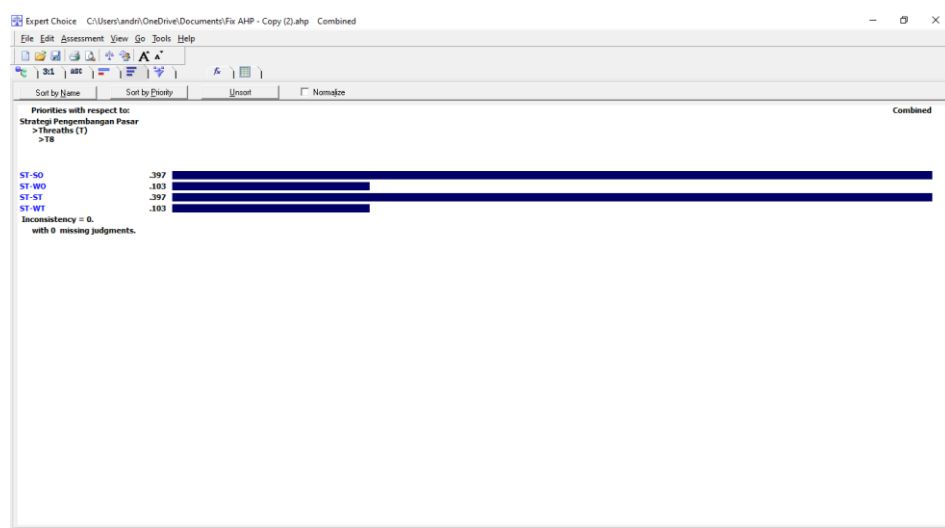 Expert Choice C:\Users\andri\OneDrive\Documents\Fix AHP - Copy (2).ahp Combined
File Edit Assessment View Go Tools Help
A A
3:1 ABC fx
Sort by Name Sort by Priority Unsort Normalize
Priorities with respect to: Combined
Strategi Pengembangan Pasar
>Threaths (T)
>T8
ST-SO .397
ST-WO .103
ST-ST .397
ST-WT .103
Inconsistency = 0.
with 0 missing judgments.